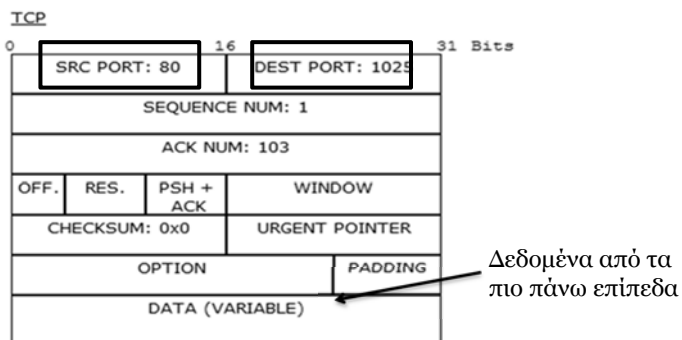 TCP
0 16 31 Bits
SRC PORT: 80 DEST PORT: 1025
SEQUENCE NUM: 1
ACK NUM: 103
OFF. RES. PSH + ACK WINDOW
CHECKSUM: 0x0 URGENT POINTER
OPTION PADDING
DATA (VARIABLE)
Δεδομένα από τα
πιο πάνω επίπεδα